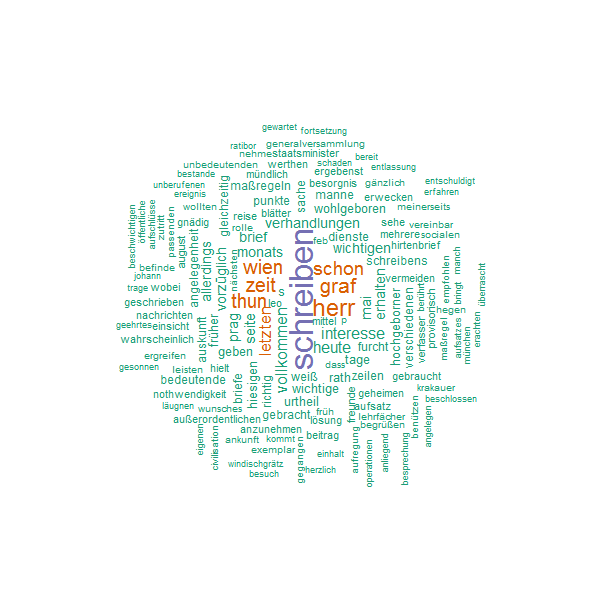 gewartet
fortsetzung
ratibor
generalversammlung
nehme
staatsminister
schaden
bereit
unbedeutenden
werthen
entlassung
bestande
mündlich
ergebenst
unberufenen
maßregeln
besorgnis
gänzlich
entschuldigt
ereignis
gleichzeitig
punkte
sache
manne
erwecken
erfahren
wollten
reise
blätter
wohlgeboren
meinerseits
öffentliche
gnädig
rolle
verhandlungen
sehe
vereinbar
beschwichtigen
aufschlüsse
zutritt
passenden
brief
feb
dienste
mehrere
sozialen
august
angelegenheit
allerdings
monats
wichtigen
hirtenbrief
befinde
vorzüglich
nächsten
wien
schreiben
schon
schreibens
manch
johann
zeit
graf
vermeiden
empfohlen
überrascht
trage
wobei
s
mai
erhalten
berührt
bringt
geschrieben
thun
leo
herr
hochgeborner
verschiedenen
provisorisch
hegen
nachrichten
prag
mittel
p
verfasser
maßregel
aufsatzes
erachten
geehrtes
einsicht
früher
seite
letzten
vollkommen
interesse
münchen
wahrscheinlich
auskunft
heute
furcht
ergreifen
geben
dass
tage
gesonnen
leisten
hielt
hiesigen
weiß
rath
zeilen
gebraucht
krakauer
bedeutende
briefe
richtig
wichtige
geheimen
beschlossen
nothwendigkeit
urtheil
freunde
aufsatz
läugnen
wunsches
gebracht
früh
lösung
lehrfächer
angelegen
außerordentlichen
anzunehmen
begrüßen
benützen
eigenen
civilisation
ankunft
kommt
beitrag
aufregung
exemplar
gegangen
einhalt
operationen
anliegend
besprechung
windischgrätz
herzlich
besuch